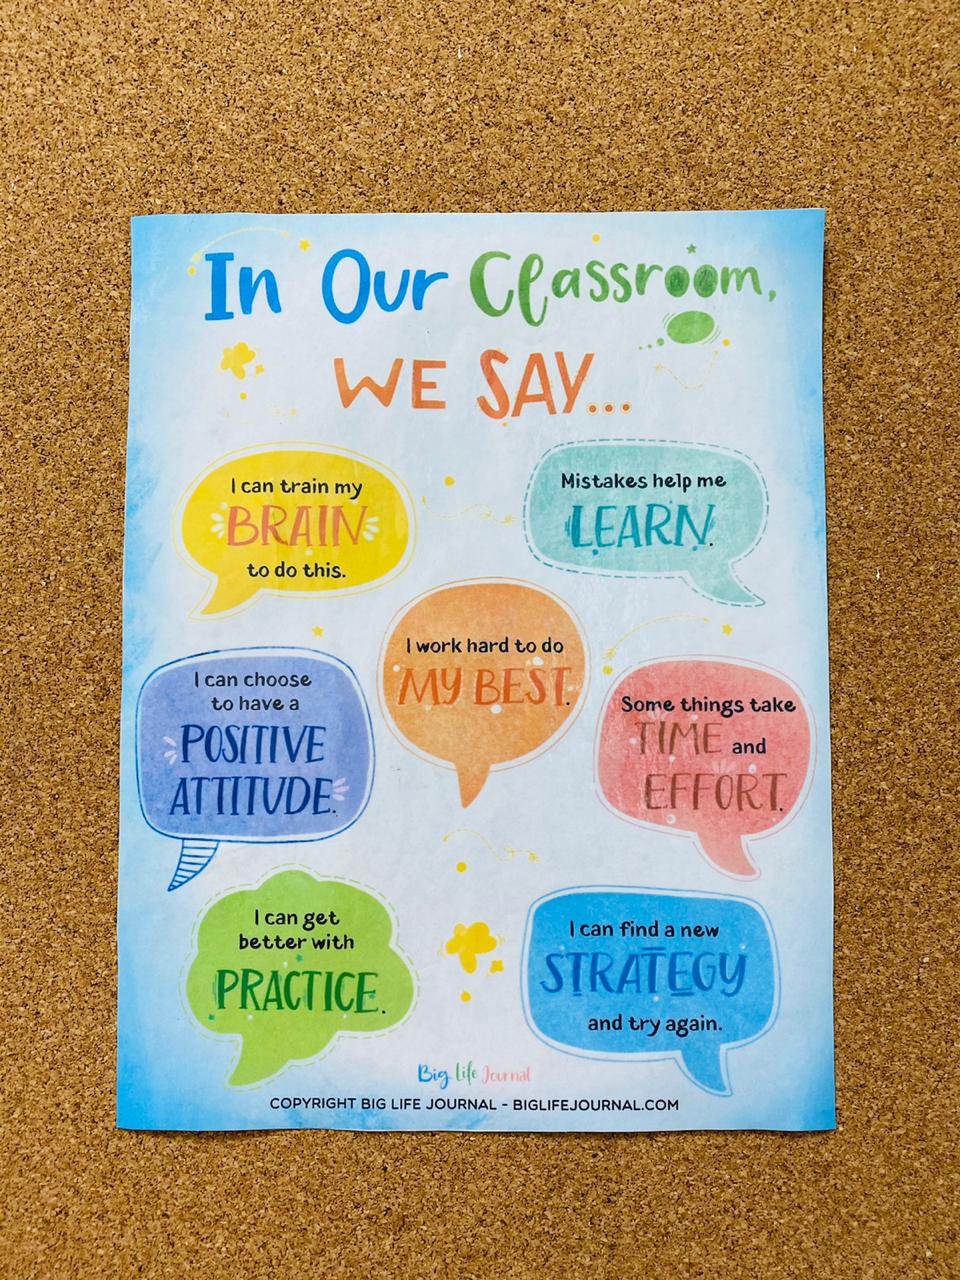 In Our Classroom,
WE SAY...
I can train my
BRAIN
to do this.
Mistakes help me
LEARN.
I work hard to do
MY BEST.
I can choose
to have a
POSITIVE
ATTITUDE.
Some things take
TIME and
EFFORT.
I can get
better with
PRACTICE.
I can find a new
STRATEGY
and try again.
Big Life Journal
COPYRIGHT BIG LIFE JOURNAL - BIGLIFEJOURNAL.COM